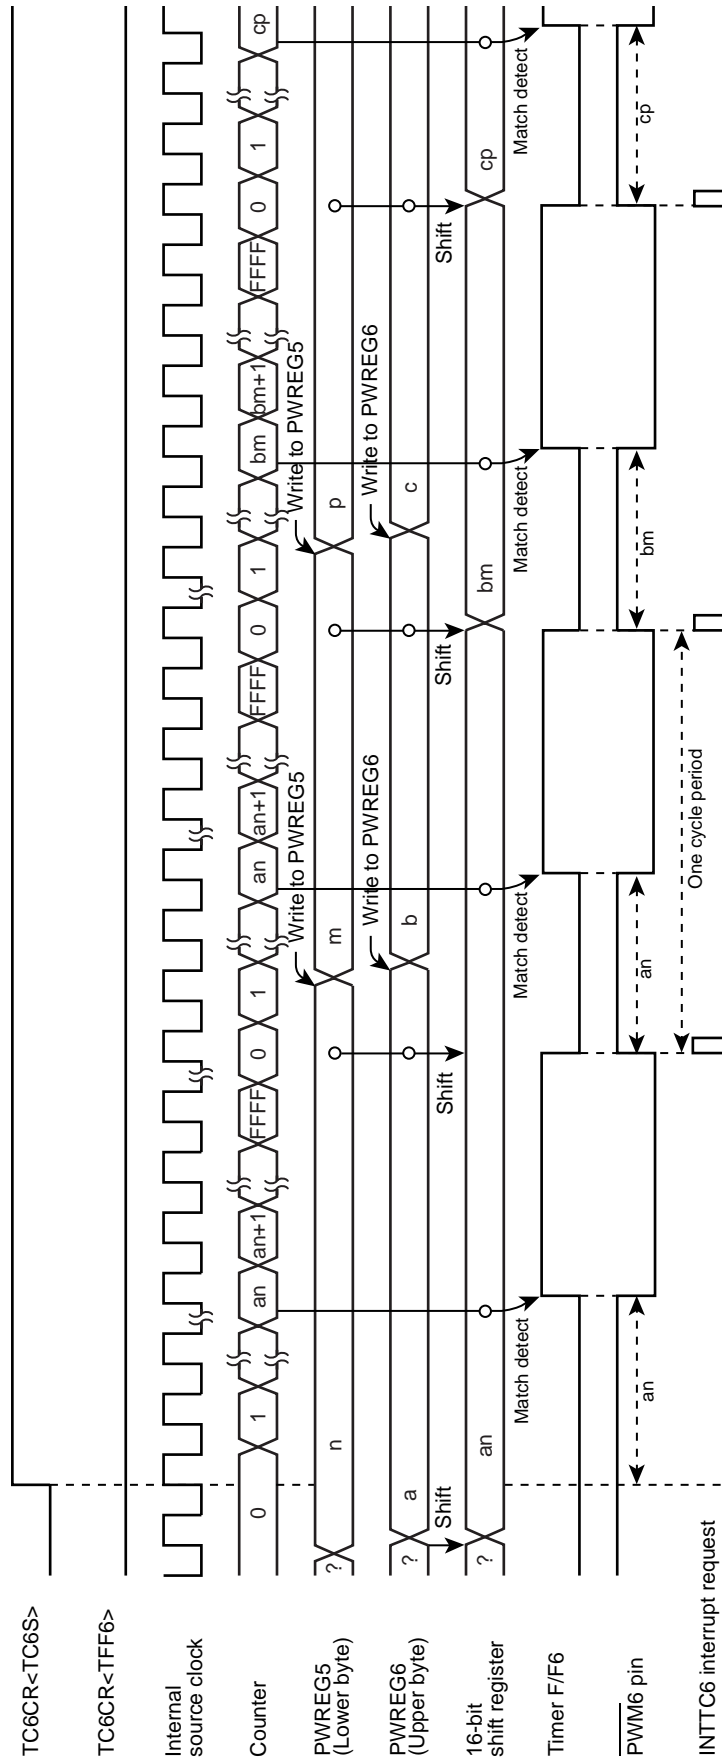 TC6CR<TC6S>
TC6CR<TFF6>
Internal
source clock
Counter
0
1
an
an+1
FFFF
0
1
an
an+1
FFFF
0
1
bm
bm+1
FFFF
0
1
cp
Write to PWREG5
Write to PWREG5
PWREG5
(Lower byte)
?
n
m
p
Write to PWREG6
Write to PWREG6
PWREG6
(Upper byte)
?
a
b
c
Shift
Shift
Shift
Shift
16-bit
shift register
?
an
bm
cp
Match detect
Match detect
Match detect
Match detect
Timer F/F6
PWM6 pin
an
an
bm
cp
One cycle period
INTTC6 interrupt request